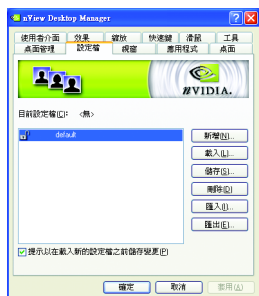 nView Desktop Manager
使用者介面 效果 縮放 快速鍵 滑鼠 工具
桌面管理 設定檔 視窗 應用程式 桌面
nVIDIA.
目前設定檔(C): <無>
default
新增(N)...
載入(L)...
儲存(S)...
刪除(D)
匯入(I)...
匯出(E)...
提示以在載入新的設定檔之前儲存變更(P)
確定 取消 套用(A)